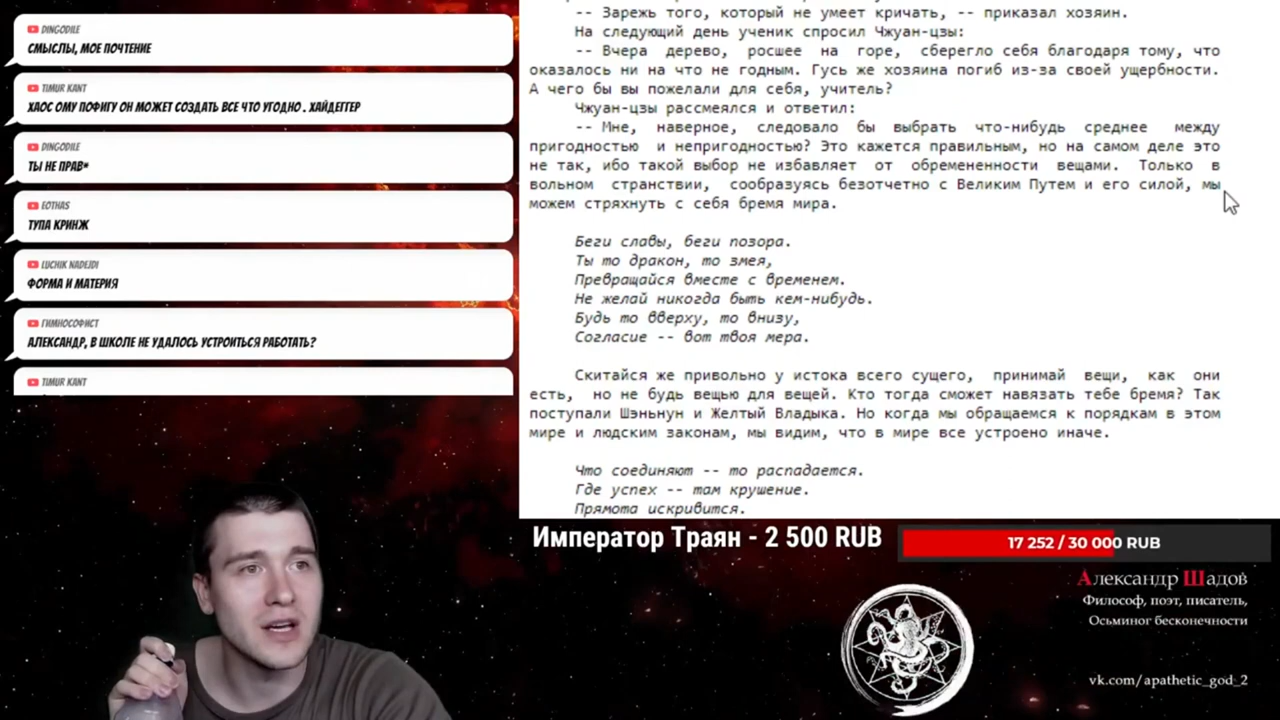 DINGODILE
СМЫСЛЫ, МОЕ ПОЧТЕНИЕ
TIMUR KANT
ХАОС ОМУ ПОФИГУ ОН МОЖЕТ СОЗДАТЬ ВСЕ ЧТО УГОДНО . ХАЙДЕГГЕР
DINGODILE
ТЫ НЕ ПРАВ*
EOTHAS
ТУПА КРИНЖ
LUCHIK NADEJDI
ФОРМА И МАТЕРИЯ
ГИМНОСОФИСТ
АЛЕКСАНДР, В ШКОЛЕ НЕ УДАЛОСЬ УСТРОИТЬСЯ РАБОТАТЬ?
TIMUR KANT
-- Зарежь того, который не умеет кричать, -- приказал хозяин.
На следующий день ученик спросил Чжуан-цзы:
-- Вчера дерево, росшее на горе, сберегло себя благодаря тому, что
оказалось ни на что не годным. Гусь же хозяина погиб из-за своей ущербности.
А чего бы вы пожелали для себя, учитель?
Чжуан-цзы рассмеялся и ответил:
-- Мне, наверное, следовало бы выбрать что-нибудь среднее между
пригодностью и непригодностью? Это кажется правильным, но на самом деле это
не так, ибо такой выбор не избавляет от обремененности вещами. Только в
вольном странствии, сообразуясь безотчетно с Великим Путем и его силой, мы
можем стряхнуть с себя бремя мира.
Беги славы, беги позора.
Ты то дракон, то змея,
Превращайся вместе с временем.
Не желай никогда быть кем-нибудь.
Будь то вверху, то внизу,
Согласие -- вот твоя мера.
Скитайся же привольно у истока всего сущего, принимай вещи, как они
есть, но не будь вещью для вещей. Кто тогда сможет навязать тебе бремя? Так
поступали Шэньнун и Желтый Владыка. Но когда мы обращаемся к порядкам в этом
мире и людским законам, мы видим, что в мире все устроено иначе.
Что соединяют -- то распадается.
Где успех -- там крушение.
Прямота искривится.
Император Траян - 2 500 RUB
17 252 / 30 000 RUB
Александр Шадов
Философ, поэт, писатель,
Осьминог бесконечности
vk.com/apathetic_god_2